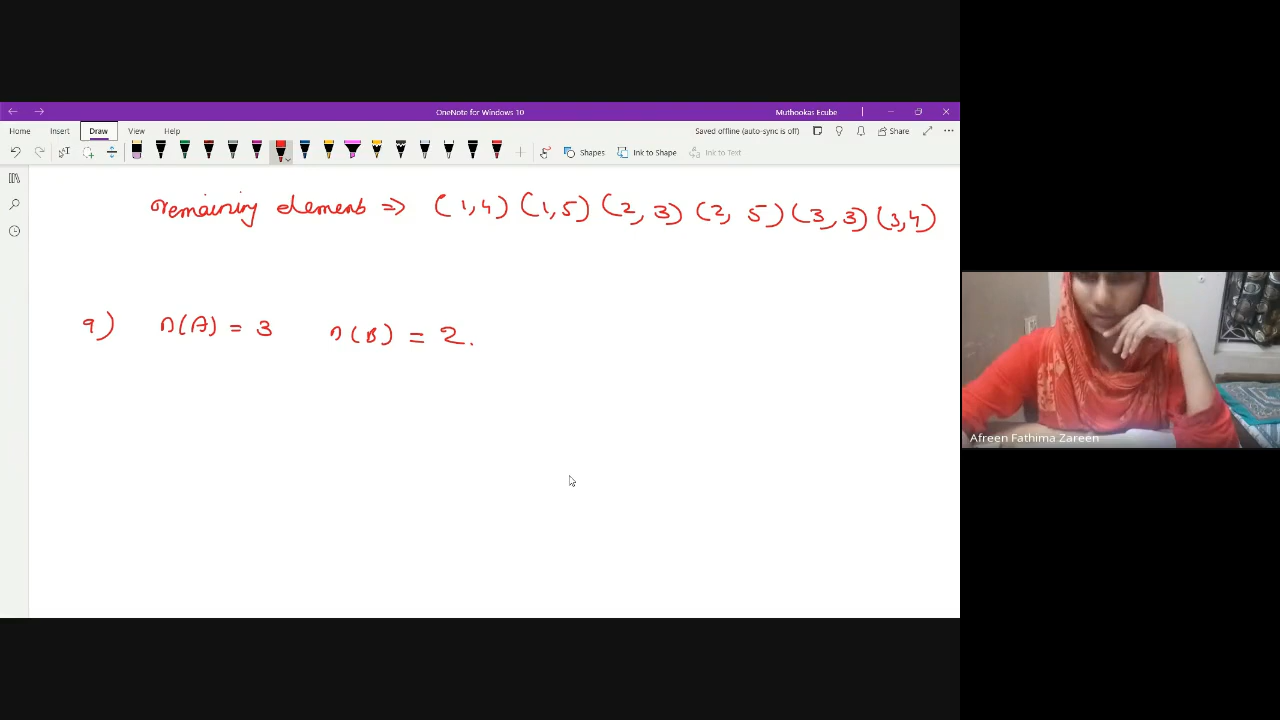 OneNote for Windows 10
Muthookas Ecube
Home Insert Draw View Help
Saved offline (auto-sync is off) Share
Shapes Ink to Shape Ink to Text
remaining element ⇒ (1,4) (1,5) (2,3) (2,5) (3,3) (3,4)
9) n(A) = 3 n(B) = 2.
Afreen Fathima Zareen